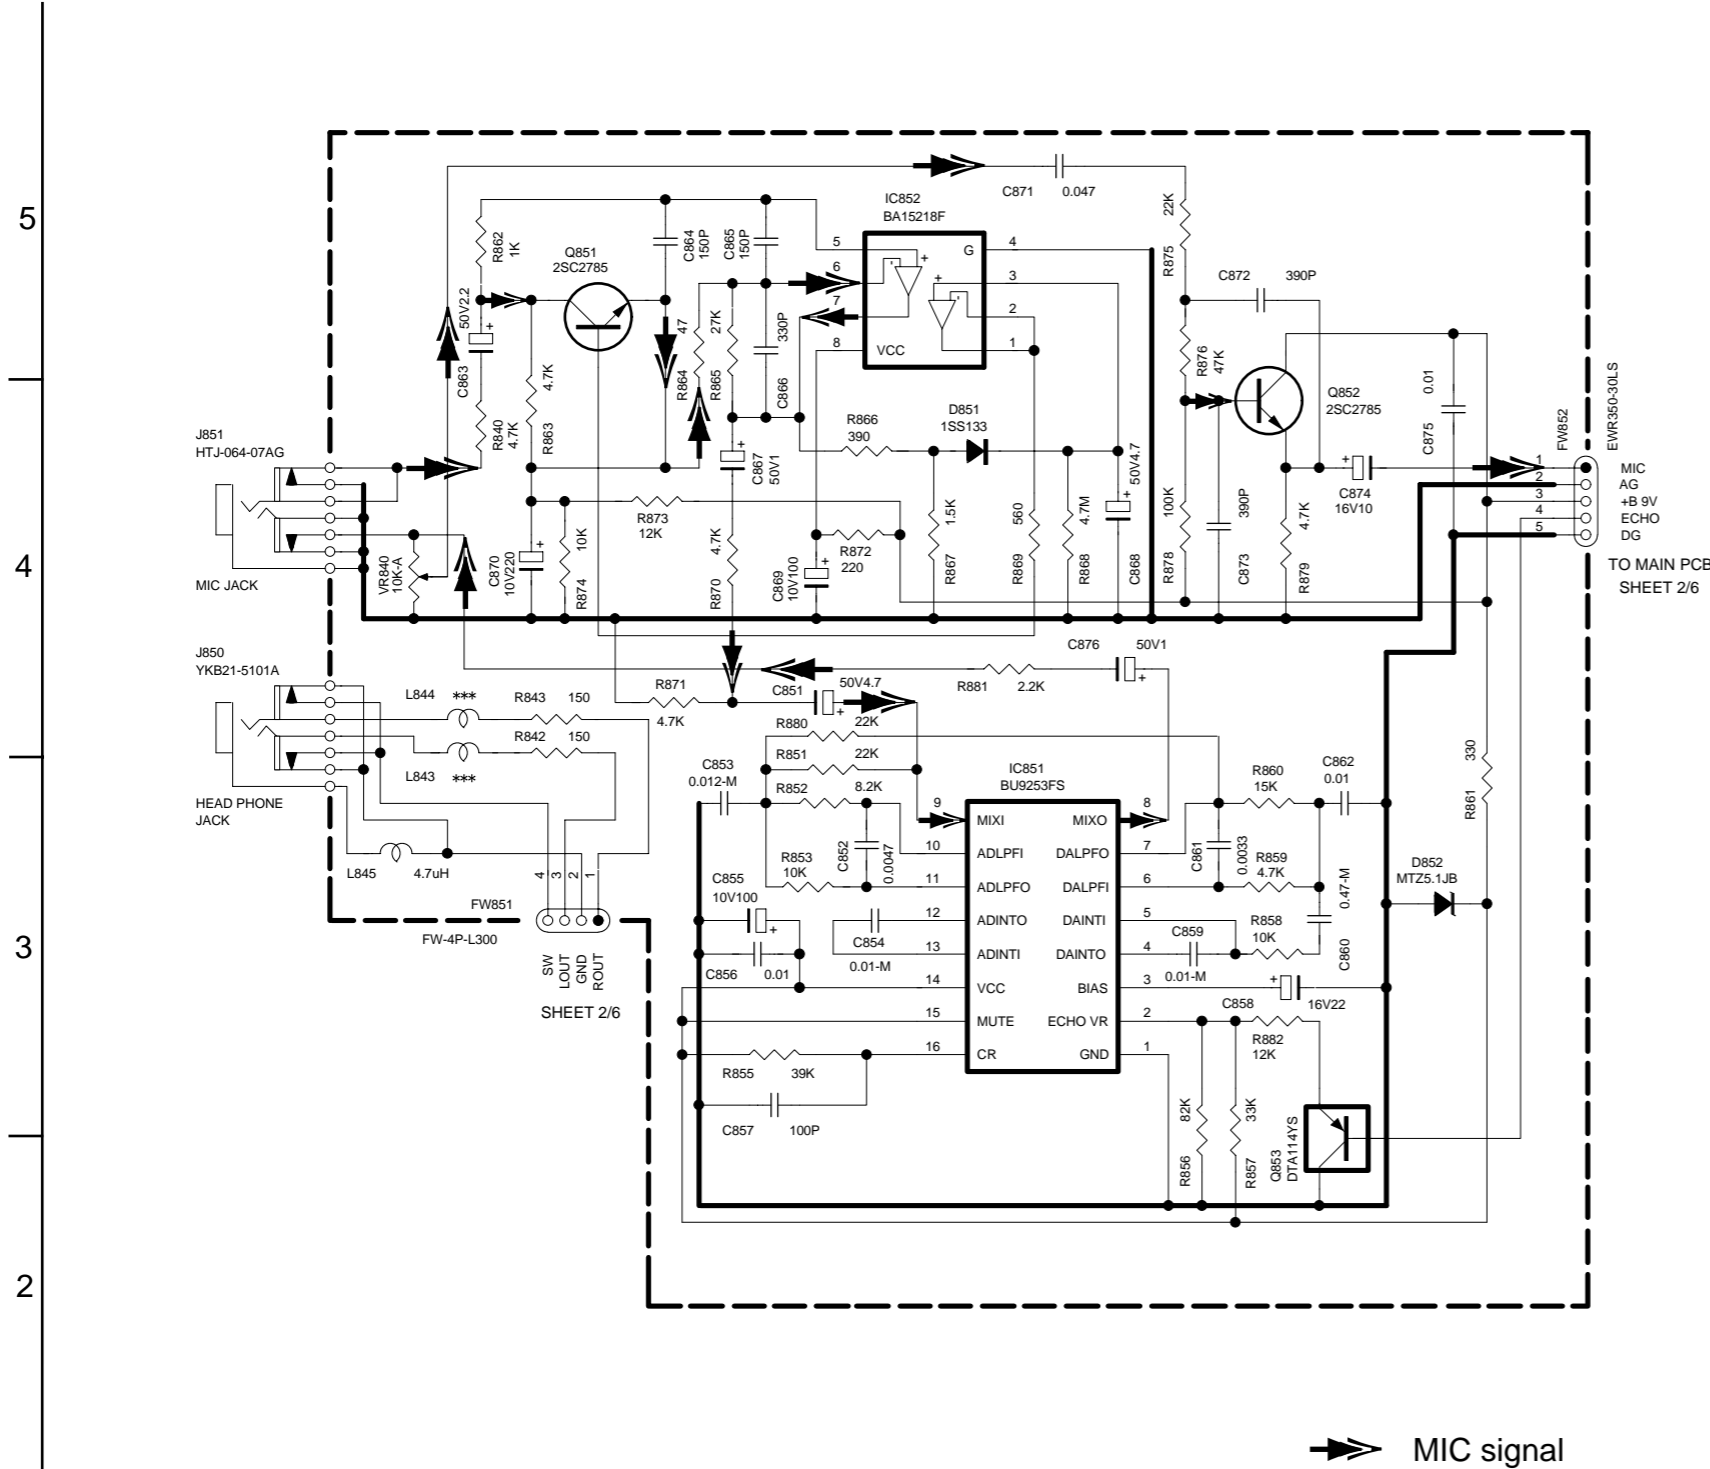 5
4
3
2
C871
0.047
IC852
BA15218F
5
6
7
8
G
VCC
4
3
2
1
22K
R875
C872
390P
R876
47K
Q852
2SC2785
0.01
C875
FW852
EWR350-30LS
R862
1K
Q851
2SC2785
C864
150P
C865
150P
50V2.2
C863
R840
4.7K
4.7K
R863
47
R864
27K
R865
330P
C866
J851
HTJ-064-07AG
MIC JACK
VR840
10K-A
C870
10V220
10K
R874
R873
12K
C867
50V1
4.7K
R870
R866
390
D851
1SS133
R872
220
C869
10V100
1.5K
R867
560
R869
4.7M
R868
50V4.7
C868
100K
R878
390P
C873
4.7K
R879
C874
16V10
1
2
3
4
5
MIC
AG
+B 9V
ECHO
DG
TO MAIN PCB
SHEET 2/6
J850
YKB21-5101A
HEAD PHONE
JACK
L844
***
R843
150
R842
150
L843
***
L845
4.7uH
4
3
2
1
FW851
FW-4P-L300
SW
LOUT
GND
ROUT
SHEET 2/6
R871
4.7K
C851
50V4.7
R881
2.2K
C876
50V1
R880
22K
R851
22K
C853
0.012-M
R852
8.2K
R853
10K
C852
0.0047
C855
10V100
C856
0.01
C854
0.01-M
R855
39K
C857
100P
IC851
BU9253FS
9
MIXI
MIXO
8
10
ADLPFI
DALPFO
7
11
ADLPFO
DALPFI
6
12
ADINTO
DAINTI
5
13
ADINTI
DAINTO
4
14
VCC
BIAS
3
15
MUTE
ECHO VR
2
16
CR
GND
1
R860
15K
C862
0.01
C861
0.0033
R859
4.7K
0.47-M
C860
R858
10K
C859
0.01-M
C858
16V22
R882
12K
82K
R856
33K
R857
Q853
DTA114YS
330
R861
D852
MTZ5.1JB
MIC signal